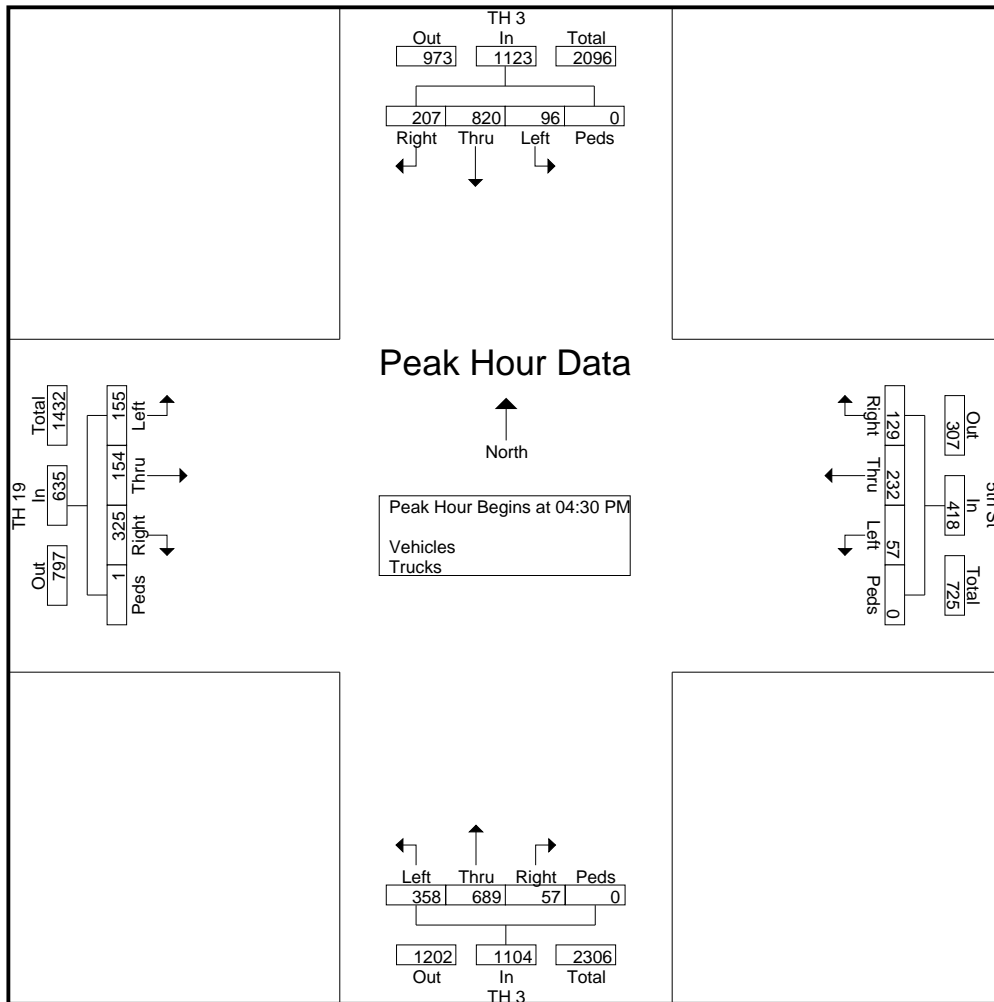 TH 3
Out In Total
973 1123 2096
207 820 96 0
Right Thru Left Peds
Peak Hour Data
North
Peak Hour Begins at 04:30 PM
Vehicles
Trucks
TH 19
Total In Out
1432 635 797
155 154 325 1
Left Thru Right Peds
5th St
Out In Total
307 418 725
129 232 57 0
Right Thru Left Peds
Left Thru Right Peds
358 689 57 0
1202 1104 2306
Out In Total
TH 3